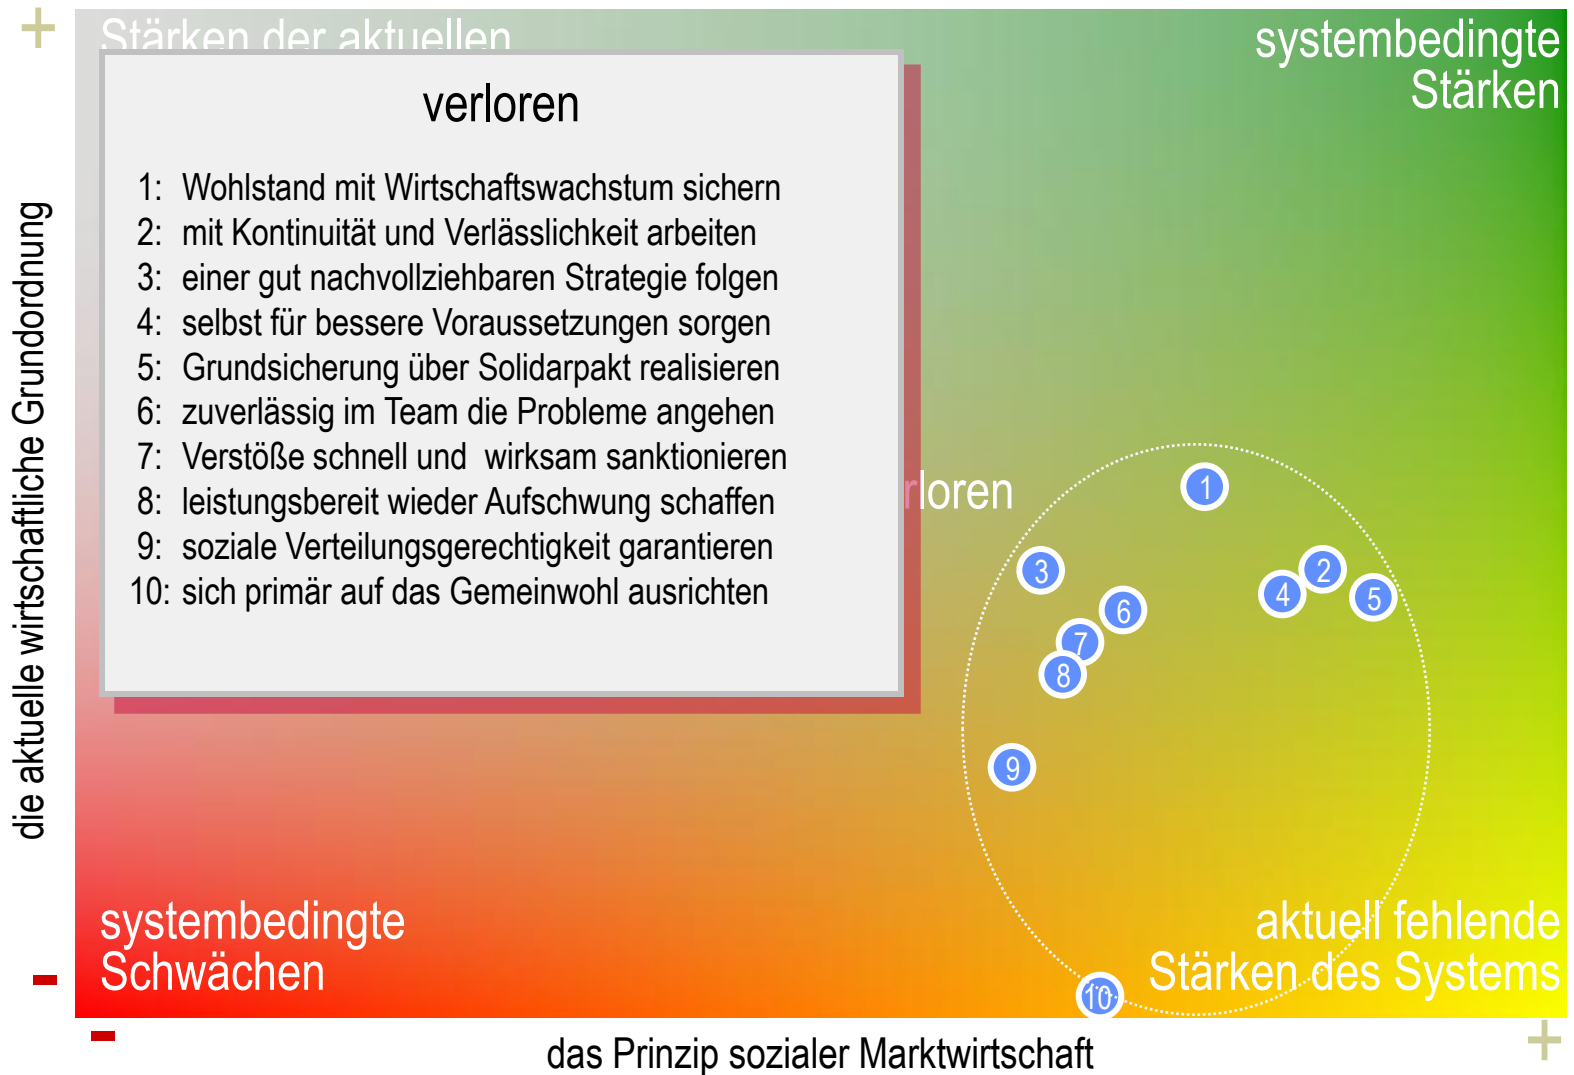 +
Stärken der aktuellen
systembedingte
Stärken
verloren
1: Wohlstand mit Wirtschaftswachstum sichern
2: mit Kontinuität und Verlässlichkeit arbeiten
3: einer gut nachvollziehbaren Strategie folgen
4: selbst für bessere Voraussetzungen sorgen
5: Grundsicherung über Solidarpakt realisieren
6: zuverlässig im Team die Probleme angehen
7: Verstöße schnell und wirksam sanktionieren
8: leistungsbereit wieder Aufschwung schaffen
9: soziale Verteilungsgerechtigkeit garantieren
10: sich primär auf das Gemeinwohl ausrichten
die aktuelle wirtschaftliche Grundordnung
rloren
1
2
3
4
5
6
7
8
9
10
systembedingte
Schwächen
aktuell fehlende
Stärken des Systems
-
-
das Prinzip sozialer Marktwirtschaft
+